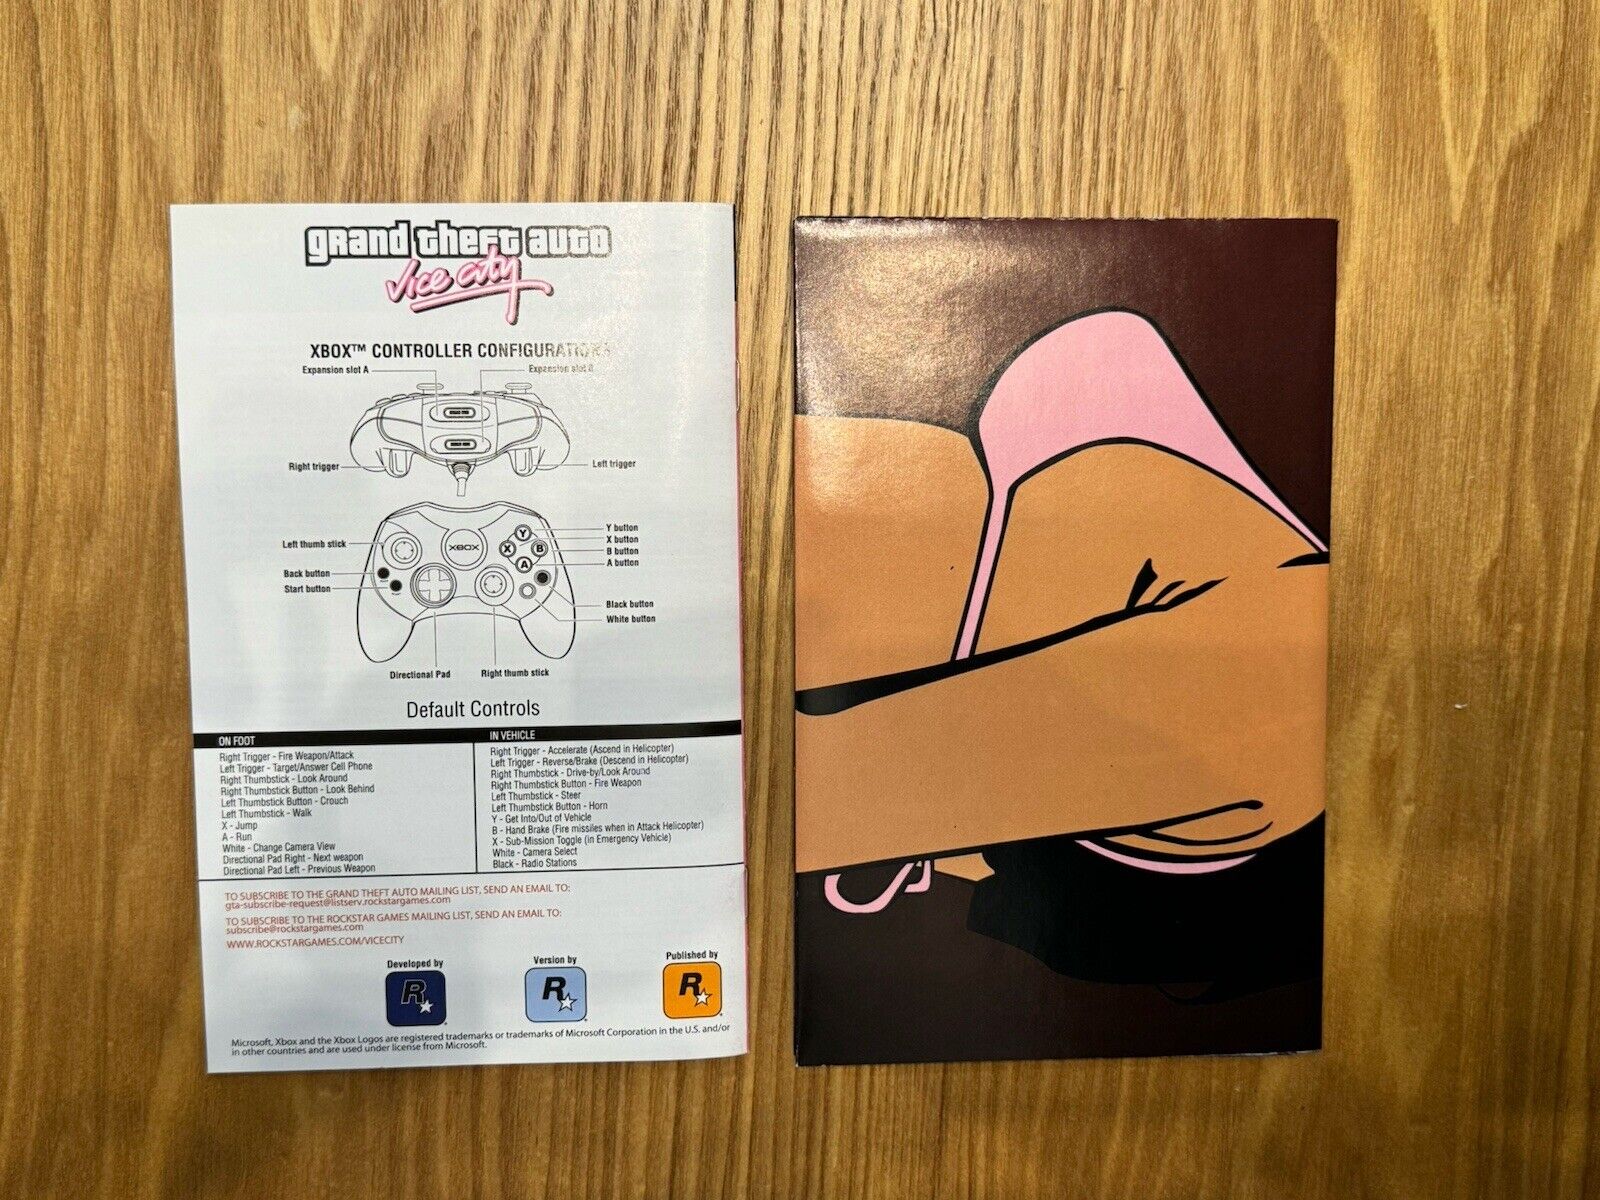 grand theft auto
Vice City
XBOX™ CONTROLLER CONFIGURATIONS
Expansion slot A
Expansion slot B
Right trigger
Left trigger
Y button
X button
B button
A button
Left thumb stick
Back button
Start button
XBOX
Y
X
B
A
Black button
White button
Directional Pad
Right thumb stick
Default Controls
ON FOOT
Right Trigger - Fire Weapon/Attack
Left Trigger - Target/Answer Cell Phone
Right Thumbstick - Look Around
Right Thumbstick Button - Look Behind
Left Thumbstick Button - Crouch
Left Thumbstick - Walk
X - Jump
A - Run
White - Change Camera View
Directional Pad Right - Next weapon
Directional Pad Left - Previous Weapon
IN VEHICLE
Right Trigger - Accelerate (Ascend in Helicopter)
Left Trigger - Reverse/Brake (Descend in Helicopter)
Right Thumbstick - Drive-by/Look Around
Right Thumbstick Button - Fire Weapon
Left Thumbstick - Steer
Left Thumbstick Button - Horn
Y - Get Into/Out of Vehicle
B - Hand Brake (Fire missiles when in Attack Helicopter)
X - Sub-Mission Toggle (in Emergency Vehicle)
White - Camera Select
Black - Radio Stations
TO SUBSCRIBE TO THE GRAND THEFT AUTO MAILING LIST, SEND AN EMAIL TO:
gta-subscribe-request@listserv.rockstargames.com
TO SUBSCRIBE TO THE ROCKSTAR GAMES MAILING LIST, SEND AN EMAIL TO:
subscribe@rockstargames.com
WWW.ROCKSTARGAMES.COM/VICECITY
Developed by
R
Version by
R
Published by
R
Microsoft, Xbox and the Xbox Logos are registered trademarks or trademarks of Microsoft Corporation in the U.S. and/or
in other countries and are used under license from Microsoft.